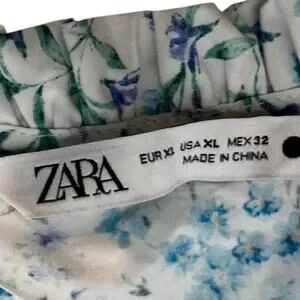 ZARA
EUR XL USA XL MEX 32
MADE IN CHINA